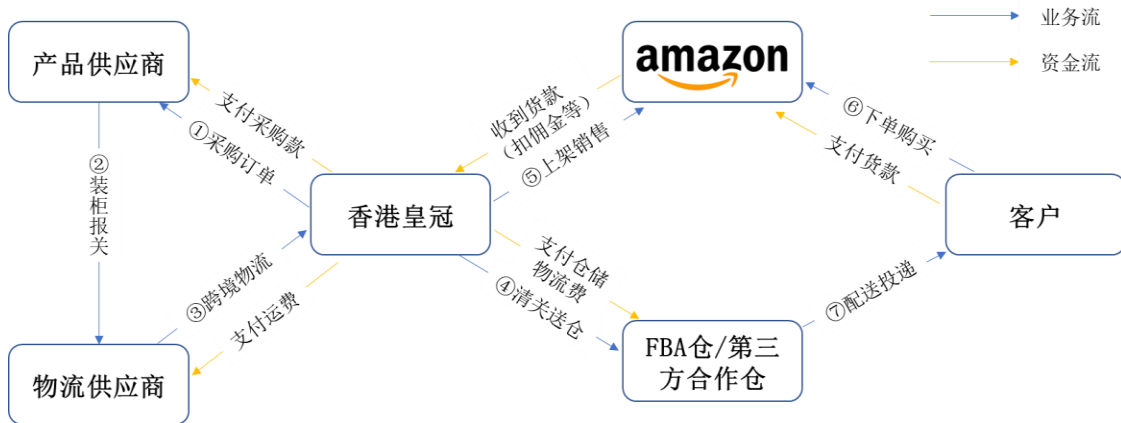 业务流
资金流
产品供应商
amazon
支付采购款
①采购订单
收到货款
（扣佣金等）
⑤上架销售
⑥下单购买
支付货款
②装柜报关
香港皇冠
客户
③跨境物流
支付运费
支付仓储
物流费
④清关送仓
⑦配送投递
物流供应商
FBA仓/第三
方合作仓